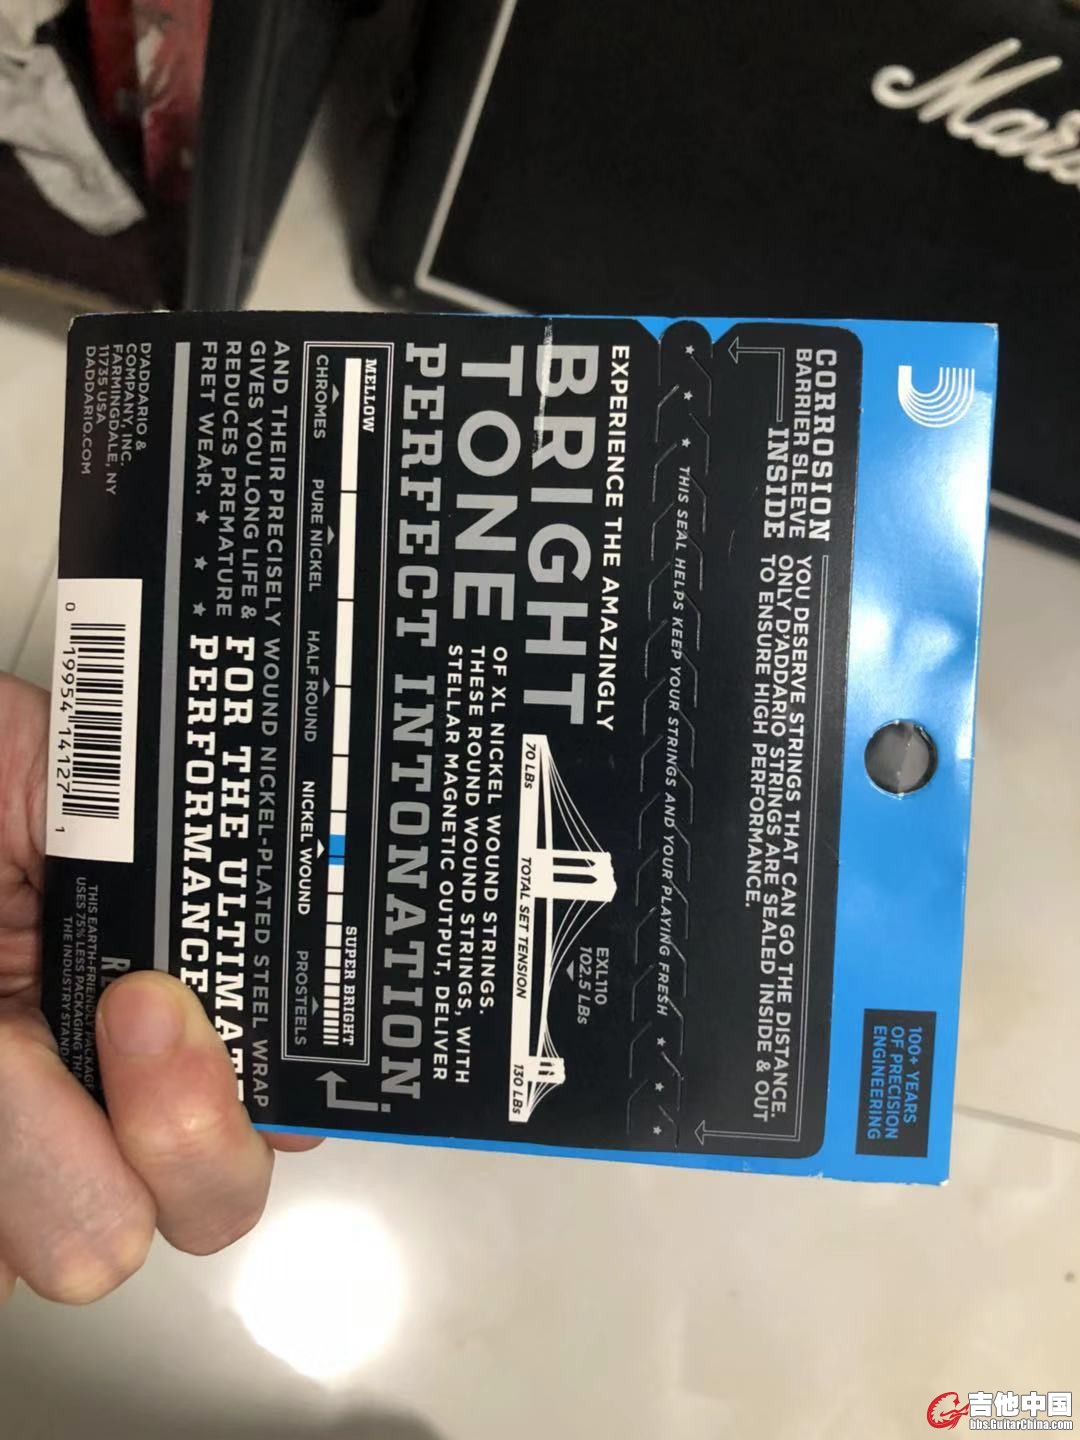 Mars
100+ YEARS
OF PRECISION
ENGINEERING
CORROSION
BARRIER SLEEVE
INSIDE
YOU DESERVE STRINGS THAT CAN GO THE DISTANCE.
ONLY D'ADDARIO STRINGS ARE SEALED INSIDE & OUT
TO ENSURE HIGH PERFORMANCE.
THIS SEAL HELPS KEEP YOUR STRINGS AND YOUR PLAYING FRESH
EXPERIENCE THE AMAZINGLY
BRIGHT
TONE
OF XL NICKEL WOUND STRINGS.
THESE ROUND WOUND STRINGS, WITH
STELLAR MAGNETIC OUTPUT, DELIVER
EXL110
102.5 LBs
70 LBs
TOTAL SET TENSION
130 LBs
PERFECT INTONATION.
MELLOW
SUPER BRIGHT
CHROMES
PURE NICKEL
HALF ROUND
NICKEL WOUND
PROSTEELS
AND THEIR PRECISELY WOUND NICKEL-PLATED STEEL WRAP
GIVES YOU LONG LIFE &
REDUCES PREMATURE
FRET WEAR.
FOR THE ULTIMATE
PERFORMANCE
D'ADDARIO &
COMPANY, INC.
FARMINGDALE, NY
11735 USA
DADDARIO.COM
0 19954 14127 1
THIS EARTH-FRIENDLY PACKAGE
USES 75% LESS PACKAGING THA
THE INDUSTRY STAND
吉他中国
bbs.GuitarChina.com